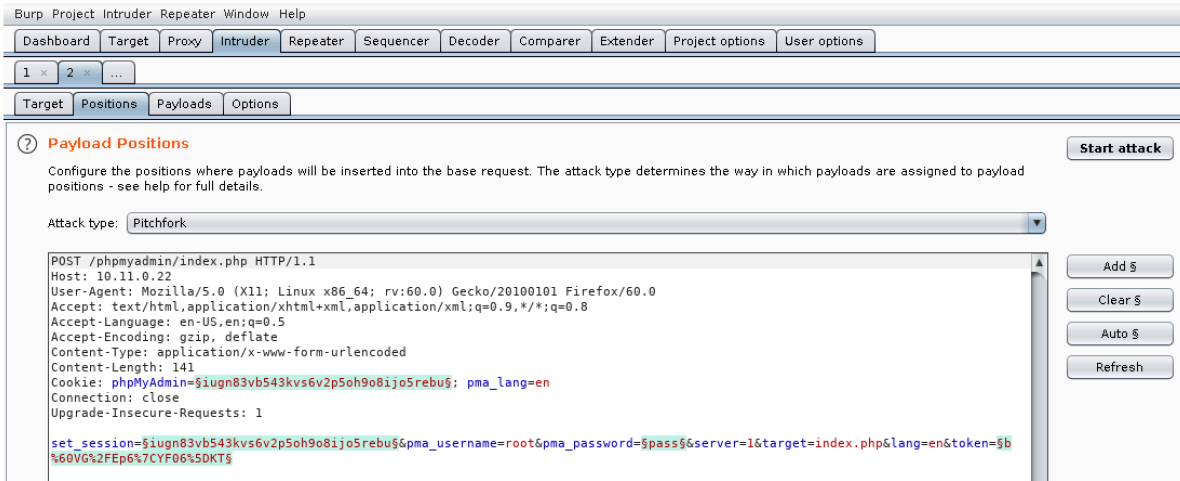 Burp Project Intruder Repeater Window Help
Dashboard Target Proxy Intruder Repeater Sequencer Decoder Comparer Extender Project options User options
1 × 2 × ...
Target Positions Payloads Options
? Payload Positions
Start attack
Configure the positions where payloads will be inserted into the base request. The attack type determines the way in which payloads are assigned to payload
positions - see help for full details.
Attack type: Pitchfork
POST /phpmyadmin/index.php HTTP/1.1
Host: 10.11.0.22
User-Agent: Mozilla/5.0 (X11; Linux x86_64; rv:60.0) Gecko/20100101 Firefox/60.0
Accept: text/html,application/xhtml+xml,application/xml;q=0.9,*/*;q=0.8
Accept-Language: en-US,en;q=0.5
Accept-Encoding: gzip, deflate
Content-Type: application/x-www-form-urlencoded
Content-Length: 141
Cookie: phpMyAdmin=§iugn83vb543kvs6v2p5oh9o8ijo5rebu§; pma_lang=en
Connection: close
Upgrade-Insecure-Requests: 1
set_session=§iugn83vb543kvs6v2p5oh9o8ijo5rebu§&pma_username=root&pma_password=§pass§&server=1&target=index.php&lang=en&token=§b
%60VG%2FEp6%7CYF06%5DKT§
Add §
Clear §
Auto §
Refresh